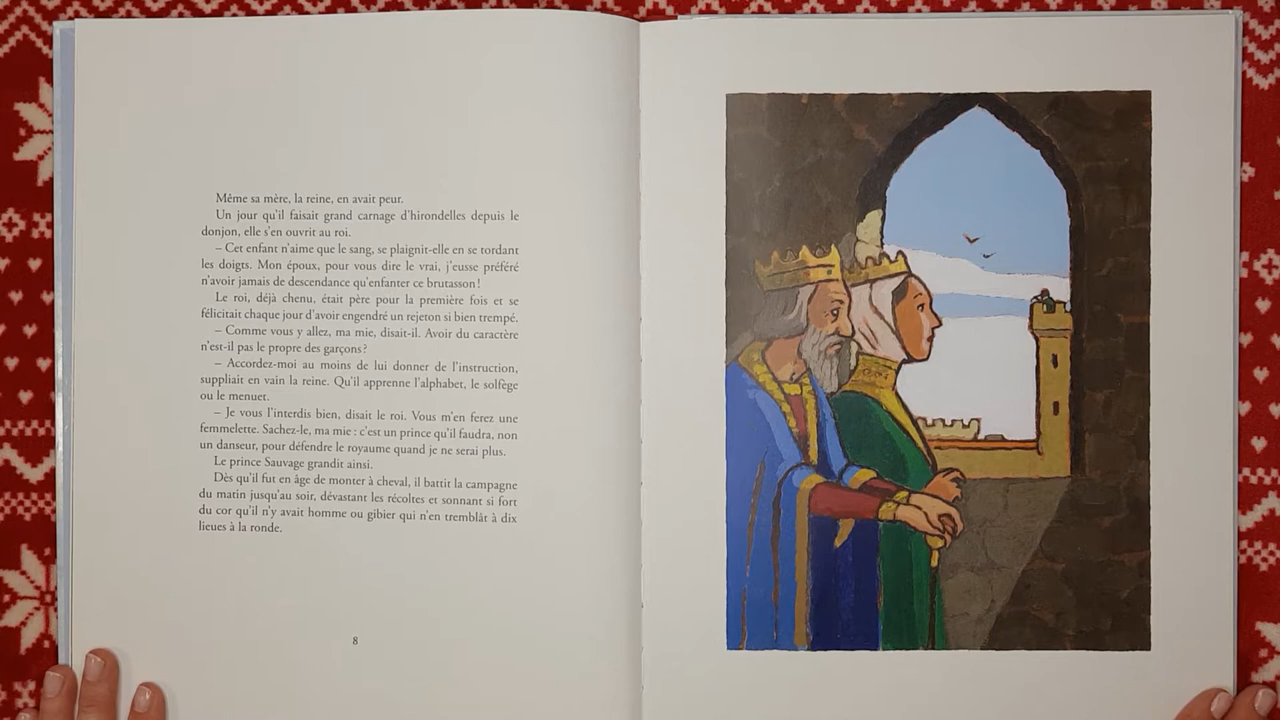 Même sa mère, la reine, en avait peur.
Un jour qu'il faisait grand carnage d'hirondelles depuis le
donjon, elle s'en ouvrit au roi.
– Cet enfant n'aime que le sang, se plaignit-elle en se tordant
les doigts. Mon époux, pour vous dire le vrai, j'eusse préféré
n'avoir jamais de descendance qu'enfanter ce brutasson !
Le roi, déjà chenu, était père pour la première fois et se
félicitait chaque jour d'avoir engendré un rejeton si bien trempé.
– Comme vous y allez, ma mie, disait-il. Avoir du caractère
n'est-il pas le propre des garçons ?
– Accordez-moi au moins de lui donner de l'instruction,
suppliait en vain la reine. Qu'il apprenne l'alphabet, le solfège
ou le menuet.
– Je vous l'interdis bien, disait le roi. Vous m'en ferez une
femmelette. Sachez-le, ma mie : c'est un prince qu'il faudra, non
un danseur, pour défendre le royaume quand je ne serai plus.
Le prince Sauvage grandit ainsi.
Dès qu'il fut en âge de monter à cheval, il battit la campagne
du matin jusqu'au soir, dévastant les récoltes et sonnant si fort
du cor qu'il n'y avait homme ou gibier qui n'en tremblât à dix
lieues à la ronde.
8